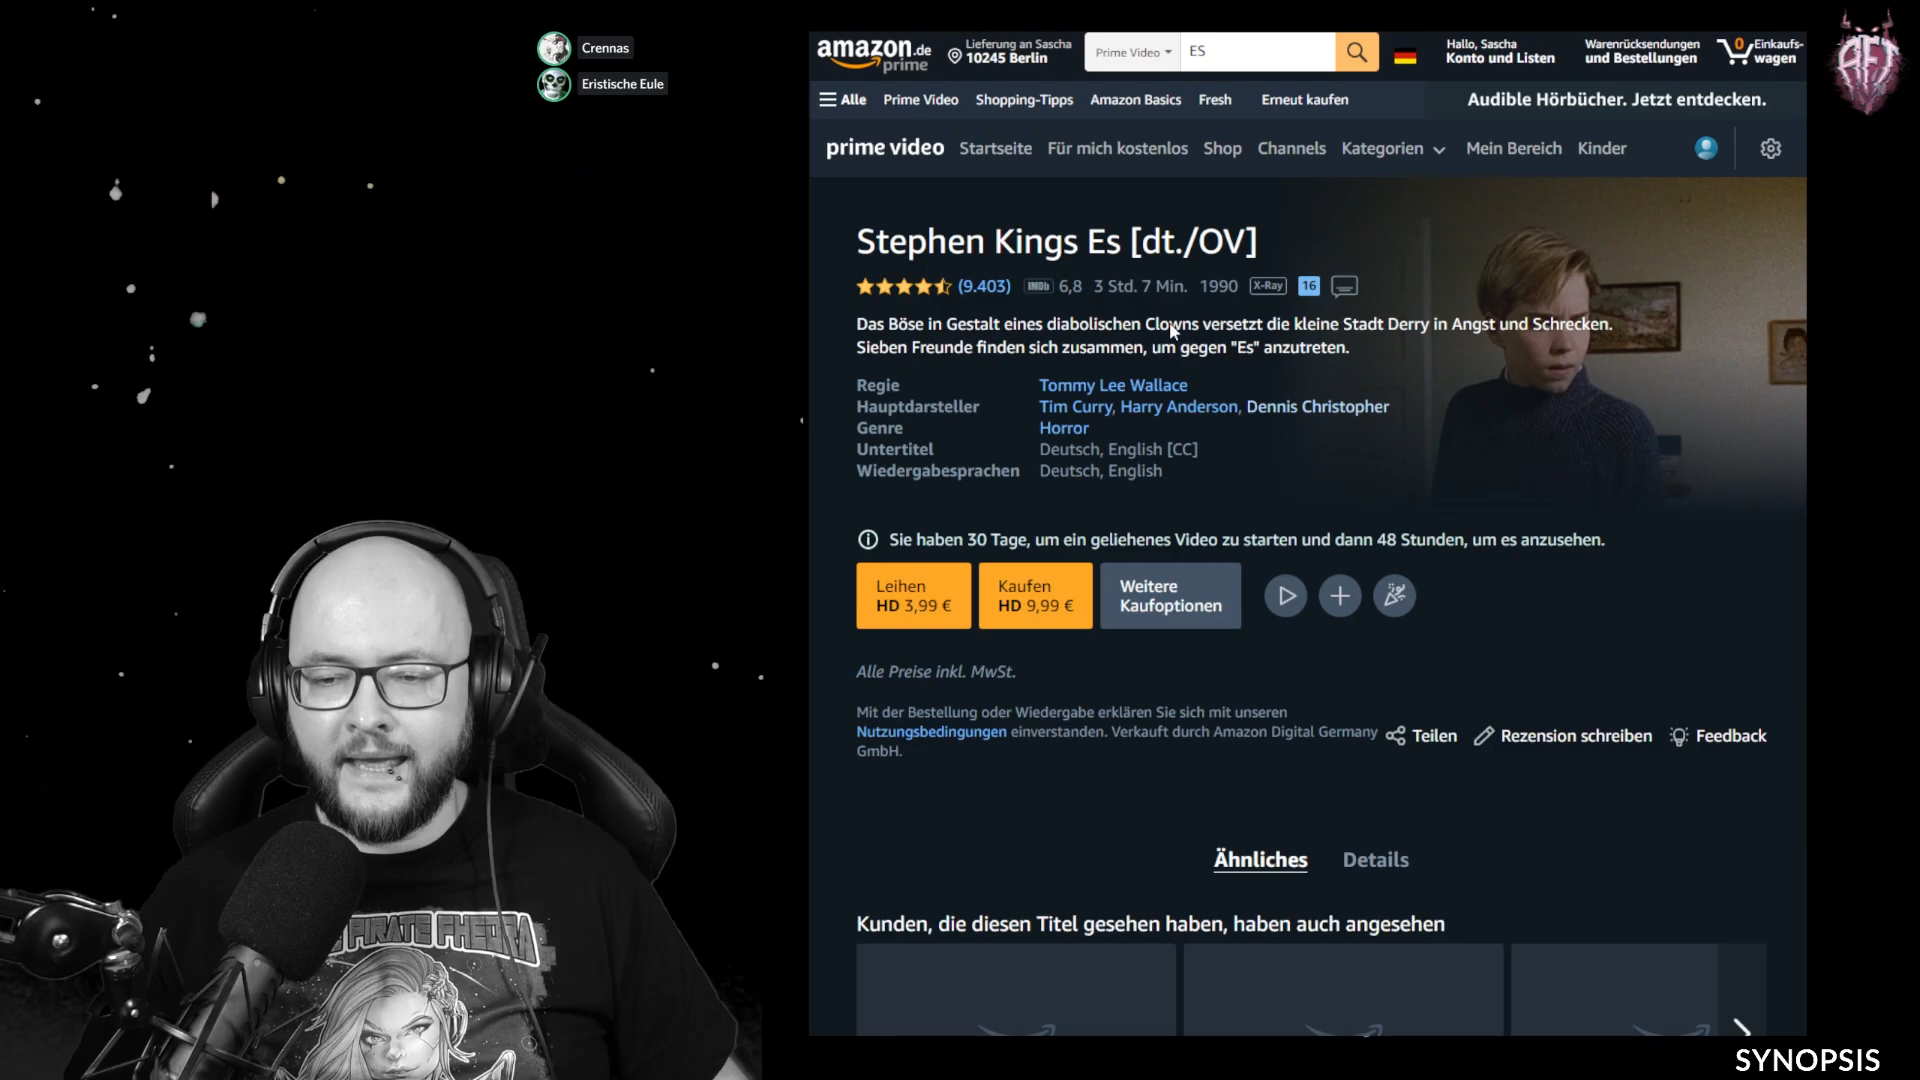 Crennas
Eristische Eule
amazon.de
prime
Lieferung an Sascha
10245 Berlin
Prime Video
ES
Hallo, Sascha
Konto und Listen
Warenrücksendungen
und Bestellungen
0
Einkaufs-
wagen
Alle
Prime Video
Shopping-Tipps
Amazon Basics
Fresh
Erneut kaufen
Audible Hörbücher. Jetzt entdecken.
prime video
Startseite
Für mich kostenlos
Shop
Channels
Kategorien
Mein Bereich
Kinder
Stephen Kings Es [dt./OV]
(9.403) IMDb 6,8 3 Std. 7 Min. 1990 X-Ray 16
Das Böse in Gestalt eines diabolischen Clowns versetzt die kleine Stadt Derry in Angst und Schrecken.
Sieben Freunde finden sich zusammen, um gegen "Es" anzutreten.
Regie Tommy Lee Wallace
Hauptdarsteller Tim Curry, Harry Anderson, Dennis Christopher
Genre Horror
Untertitel Deutsch, English [CC]
Wiedergabesprachen Deutsch, English
Sie haben 30 Tage, um ein geliehenes Video zu starten und dann 48 Stunden, um es anzusehen.
Leihen
HD 3,99 €
Kaufen
HD 9,99 €
Weitere
Kaufoptionen
Alle Preise inkl. MwSt.
Mit der Bestellung oder Wiedergabe erklären Sie sich mit unseren
Nutzungsbedingungen einverstanden. Verkauft durch Amazon Digital Germany
GmbH.
Teilen
Rezension schreiben
Feedback
Ähnliches
Details
Kunden, die diesen Titel gesehen haben, haben auch angesehen
PIRATE PHEDRA
SYNOPSIS